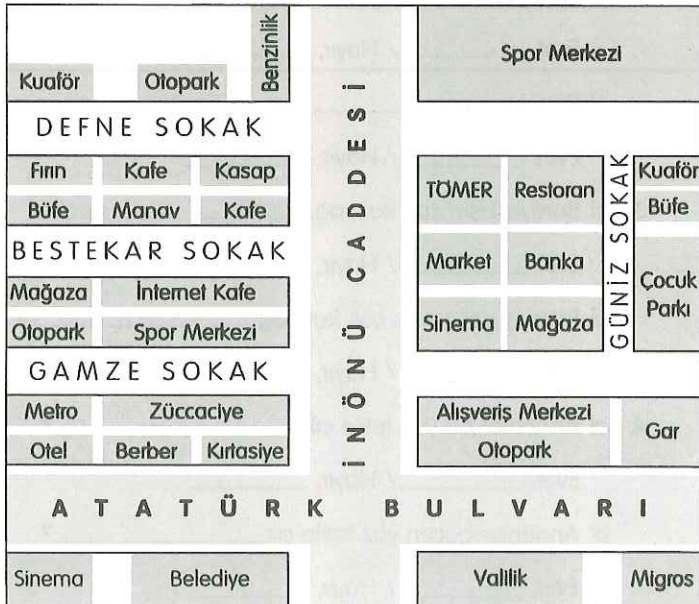 Benzinlik
Spor Merkezi
Kuaför Otopark
DEFNE SOKAK
Fırın Kafe Kasap
Büfe Manav Kafe
BESTEKAR SOKAK
Mağaza İnternet Kafe
Otopark Spor Merkezi
GAMZE SOKAK
Metro Züccaciye
Otel Berber Kırtasiye
İNÖNÜ CADDESİ
TÖMER Restoran
Market Banka
Sinema Mağaza
GÜNİZ SOKAK
Kuaför
Büfe
Çocuk
Parkı
Alışveriş Merkezi
Otopark
Gar
ATATÜRK BULVARI
Sinema Belediye Valilik Migros